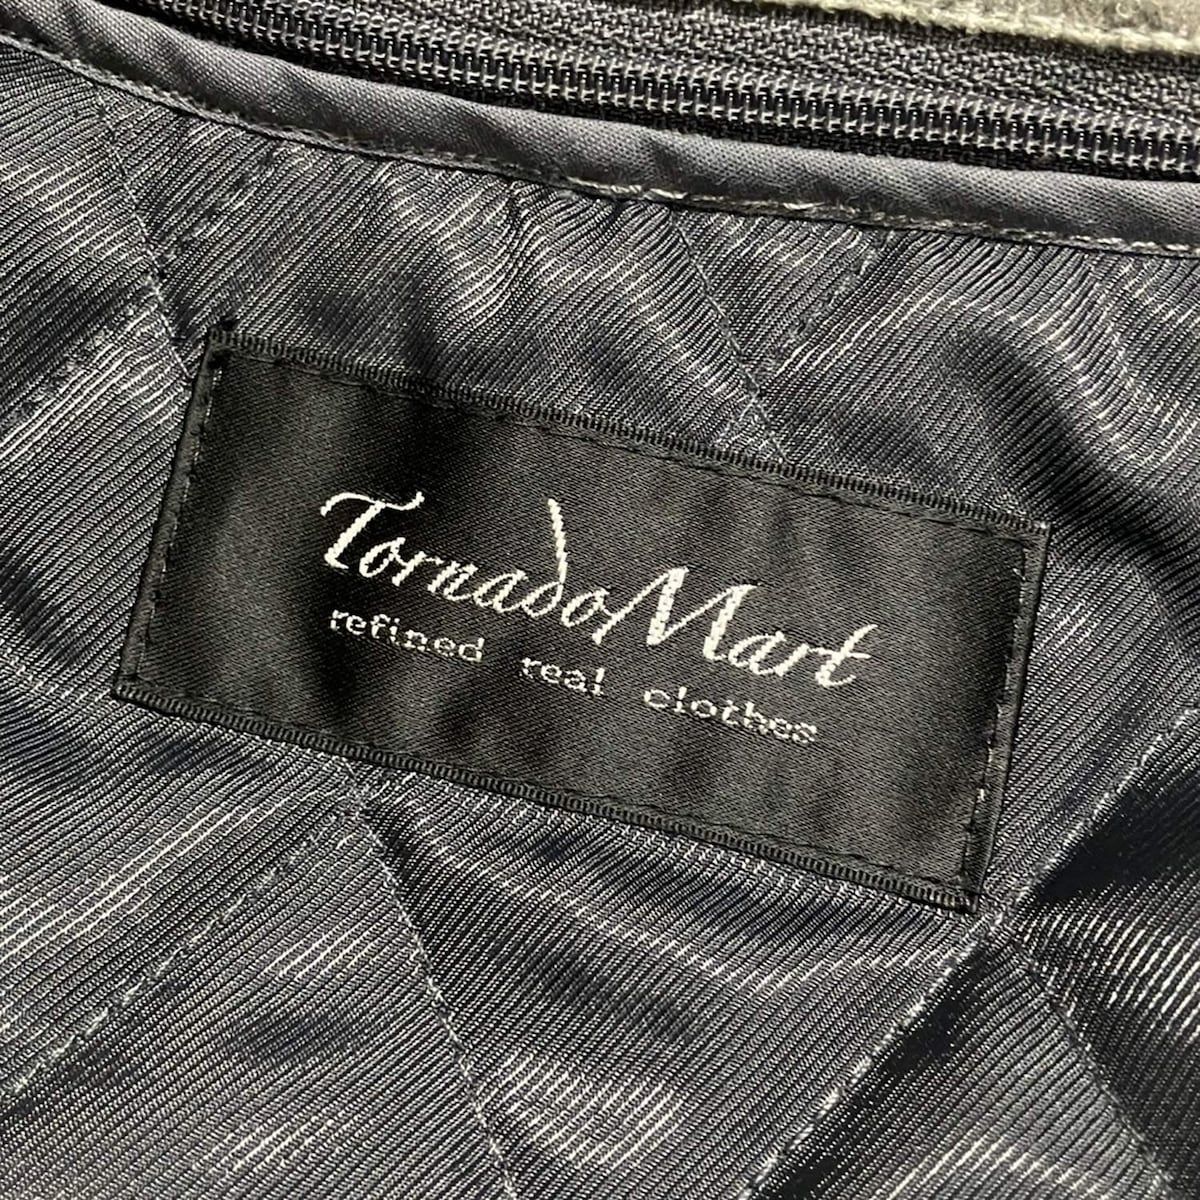 TornadoMart
refined real clothes